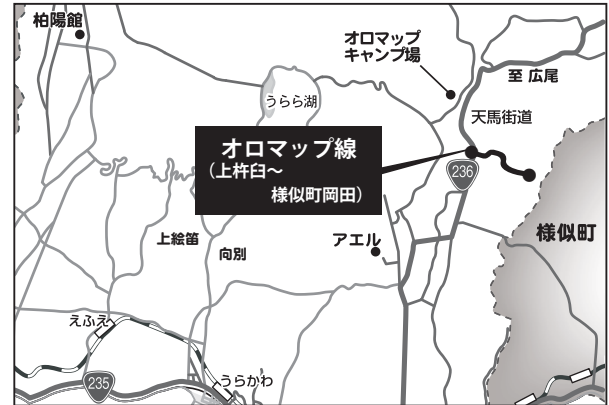 柏陽館
オロマップ
キャンプ場
至 広尾
うらら湖
天馬街道
オロマップ線
(上杵臼～
様似町岡田)
236
様似町
上絵笛
向別
アエル
えふえ
235
うらかわ